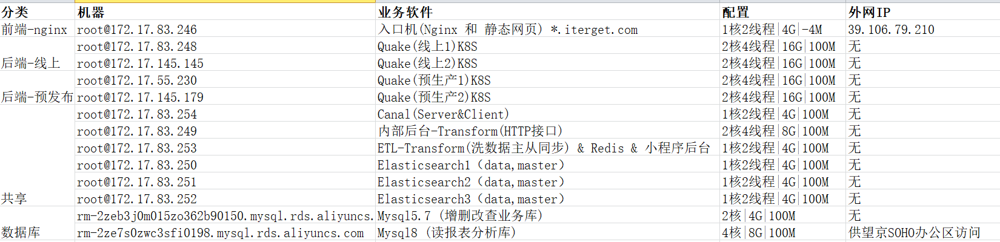 分类 机器 业务软件 配置 外网IP
前端-nginx root@172.17.83.246 入口机(Nginx 和 静态网页) *.iterget.com 1核2线程|4G|-4M 39.106.79.210
root@172.17.83.248 Quake(线上1)K8S 2核4线程|16G|100M 无
后端-线上 root@172.17.145.145 Quake(线上2)K8S 2核4线程|16G|100M 无
root@172.17.55.230 Quake(预生产1)K8S 2核4线程|16G|100M 无
后端-预发布 root@172.17.145.179 Quake(预生产2)K8S 2核4线程|16G|100M 无
root@172.17.83.254 Canal(Server&Client) 1核2线程|4G|100M 无
root@172.17.83.249 内部后台-Transform(HTTP接口) 2核4线程|8G|100M 无
root@172.17.83.253 ETL-Transform(洗数据主从同步) & Redis & 小程序后台 1核2线程|4G|100M 无
root@172.17.83.250 Elasticsearch1（data,master） 1核2线程|4G|100M 无
root@172.17.83.251 Elasticsearch2（data,master） 1核2线程|4G|100M 无
共享 root@172.17.83.252 Elasticsearch3（data,master） 1核2线程|4G|100M 无
rm-2zeb3j0m015zo362b90150.mysql.rds.aliyuncs. Mysql5.7 (增删改查业务库) 2核|4G|100M 无
数据库 rm-2ze7s0zwc3sfi0198.mysql.rds.aliyuncs.com Mysql8 (读报表分析库) 4核|8G|100M 供望京SOHO办公区访问